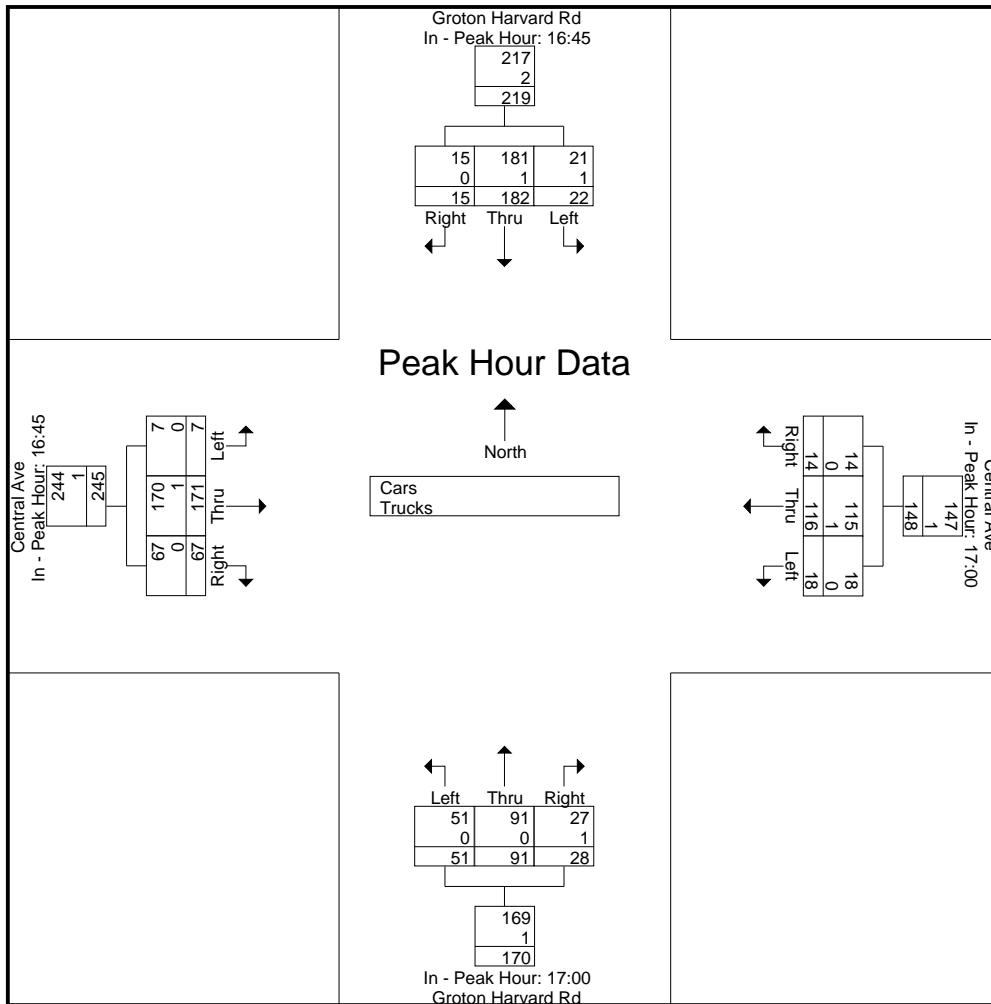 Groton Harvard Rd
In - Peak Hour: 16:45
217
2
219
15 181 21
0 1 1
15 182 22
Right Thru Left
Peak Hour Data
North
Cars
Trucks
Central Ave
In - Peak Hour: 16:45
244
1
245
7 0 7
Left
170 1 171
Thru
67 0 67
Right
Right
14 0 14
Thru
116 1 115
Left
18 0 18
148
1
147
In - Peak Hour: 17:00
Central Ave
Left Thru Right
51 91 27
0 0 1
51 91 28
169
1
170
In - Peak Hour: 17:00
Groton Harvard Rd